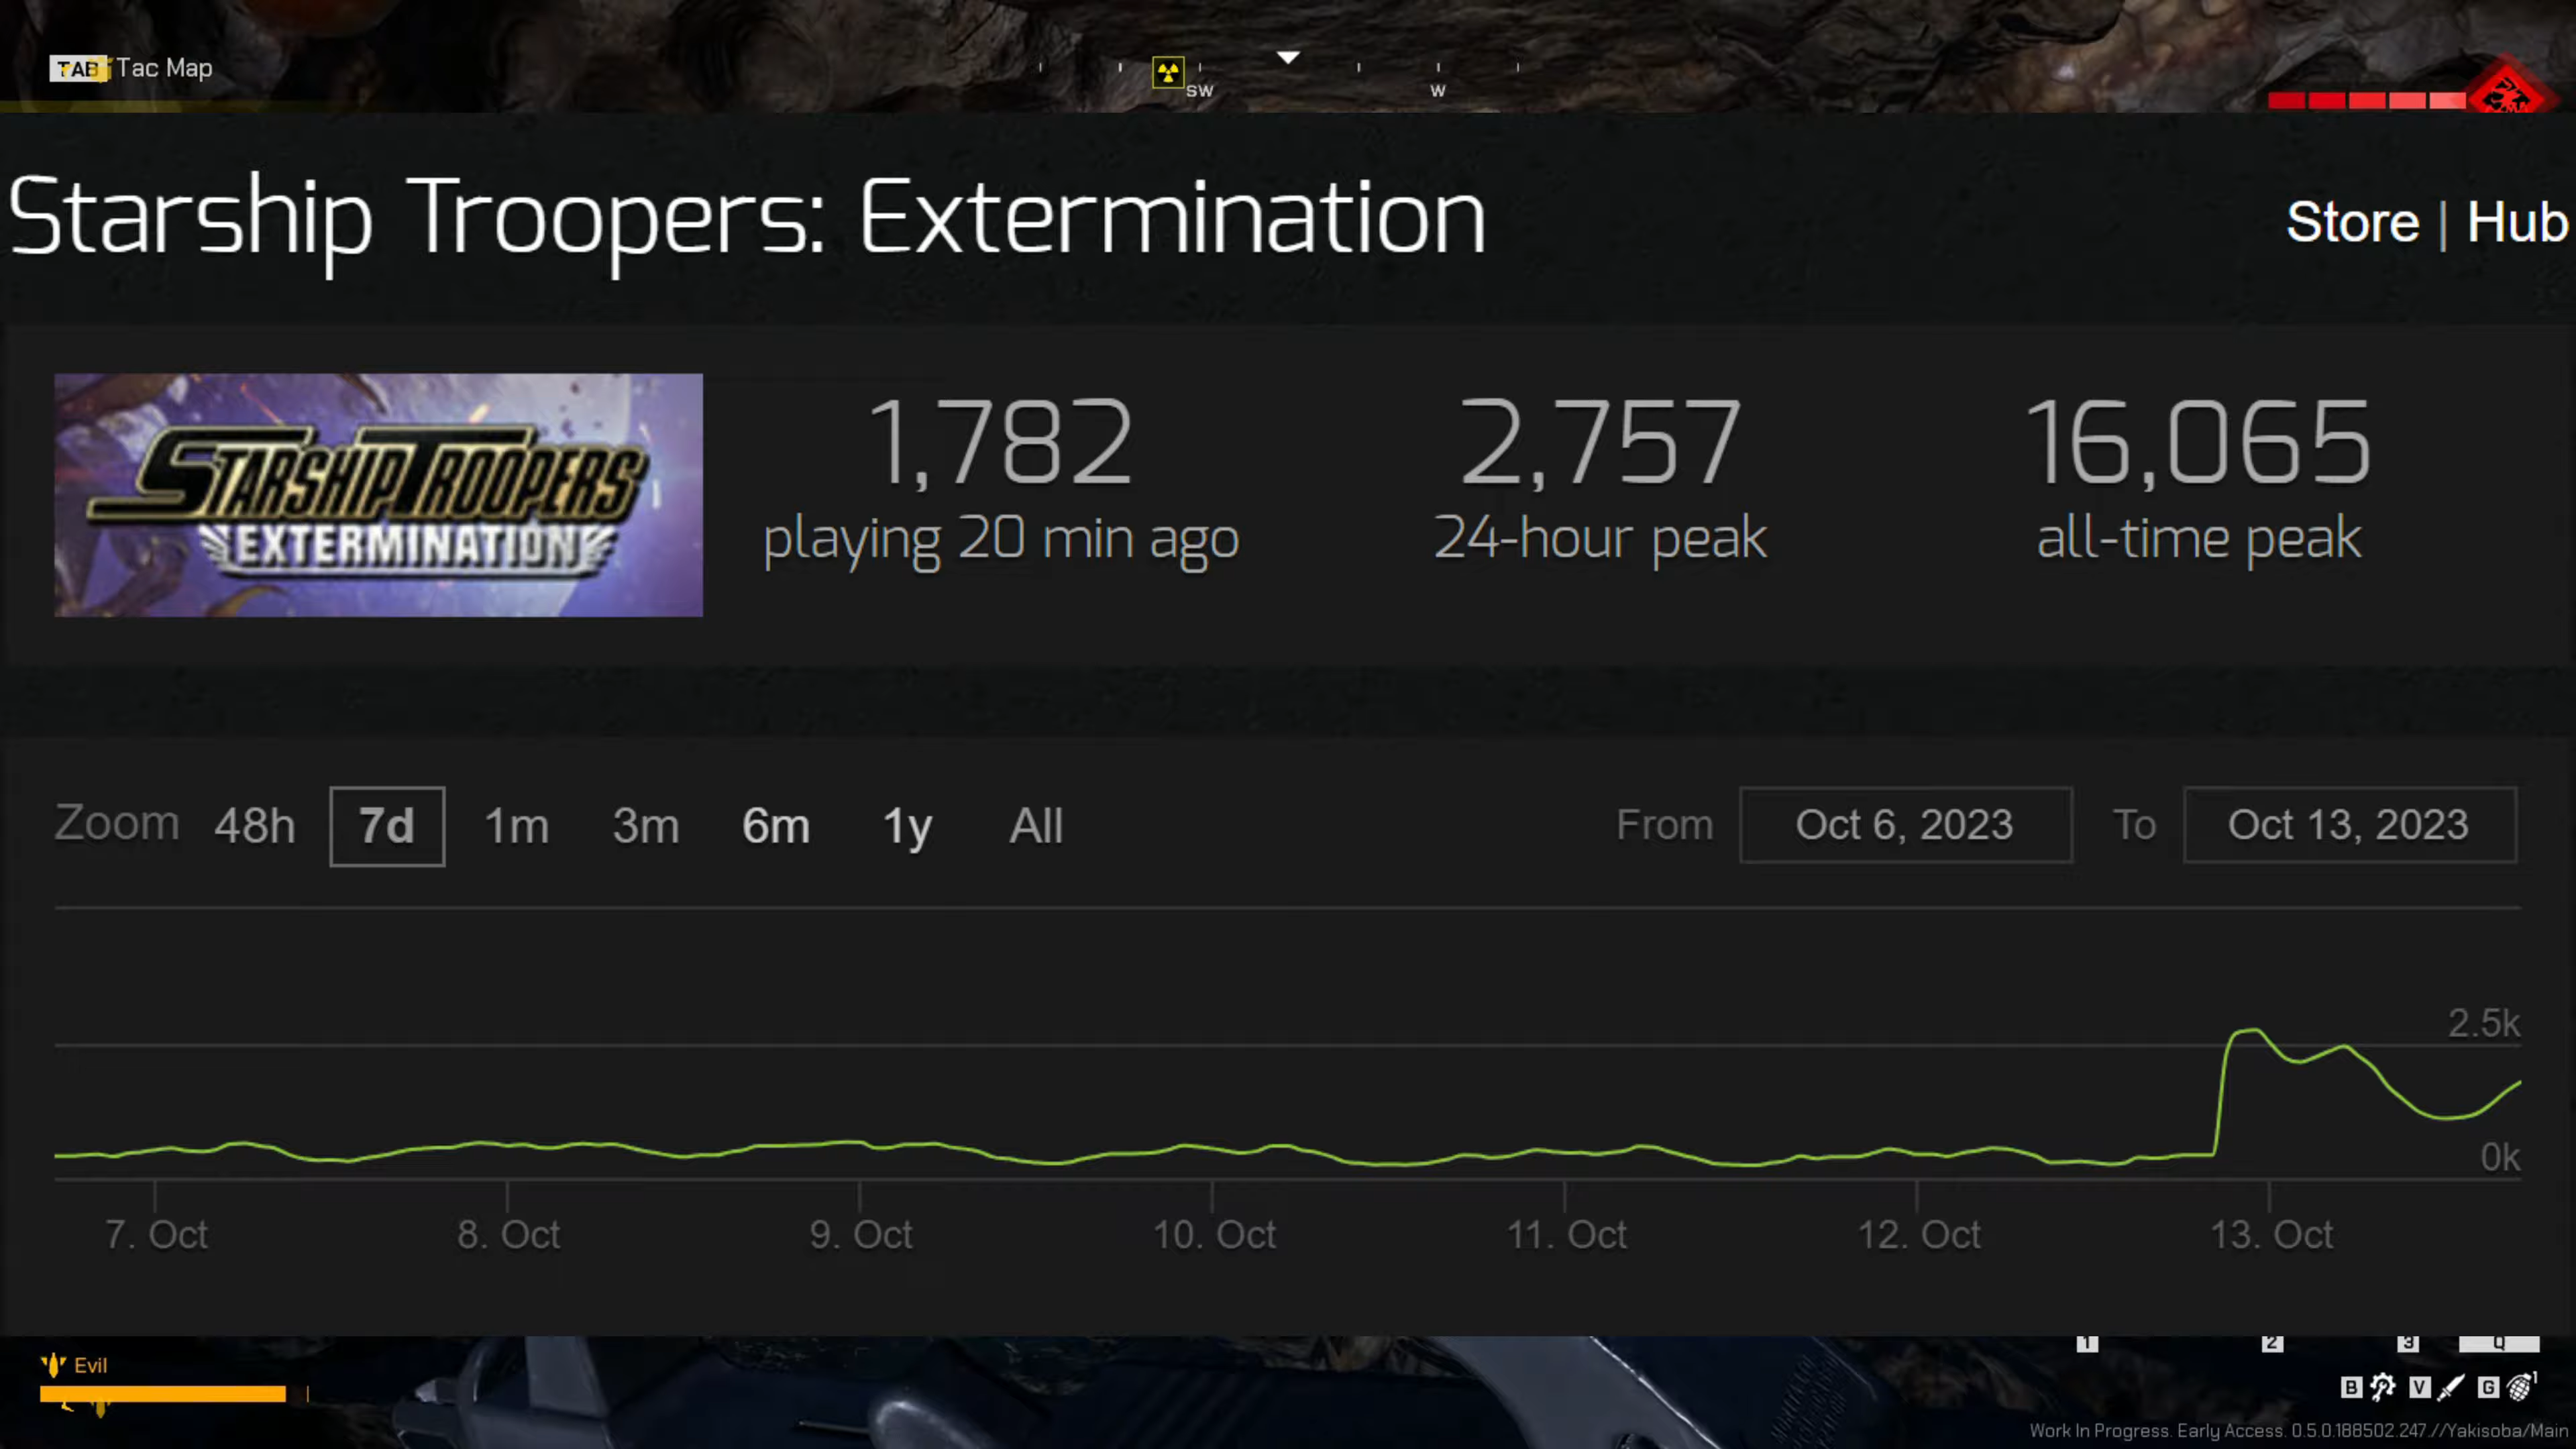 TAB Tac Map
SW
W
Starship Troopers: Extermination
Store | Hub
STARSHIP TROOPERS
EXTERMINATION
1,782
playing 20 min ago
2,757
24-hour peak
16,065
all-time peak
Zoom 48h 7d 1m 3m 6m 1y All
From Oct 6, 2023 To Oct 13, 2023
2.5k
0k
7. Oct 8. Oct 9. Oct 10. Oct 11. Oct 12. Oct 13. Oct
Evil
1 2 3 Q
B V G 1
Work In Progress. Early Access. 0.5.0.188502.247.//Yakisoba/Main